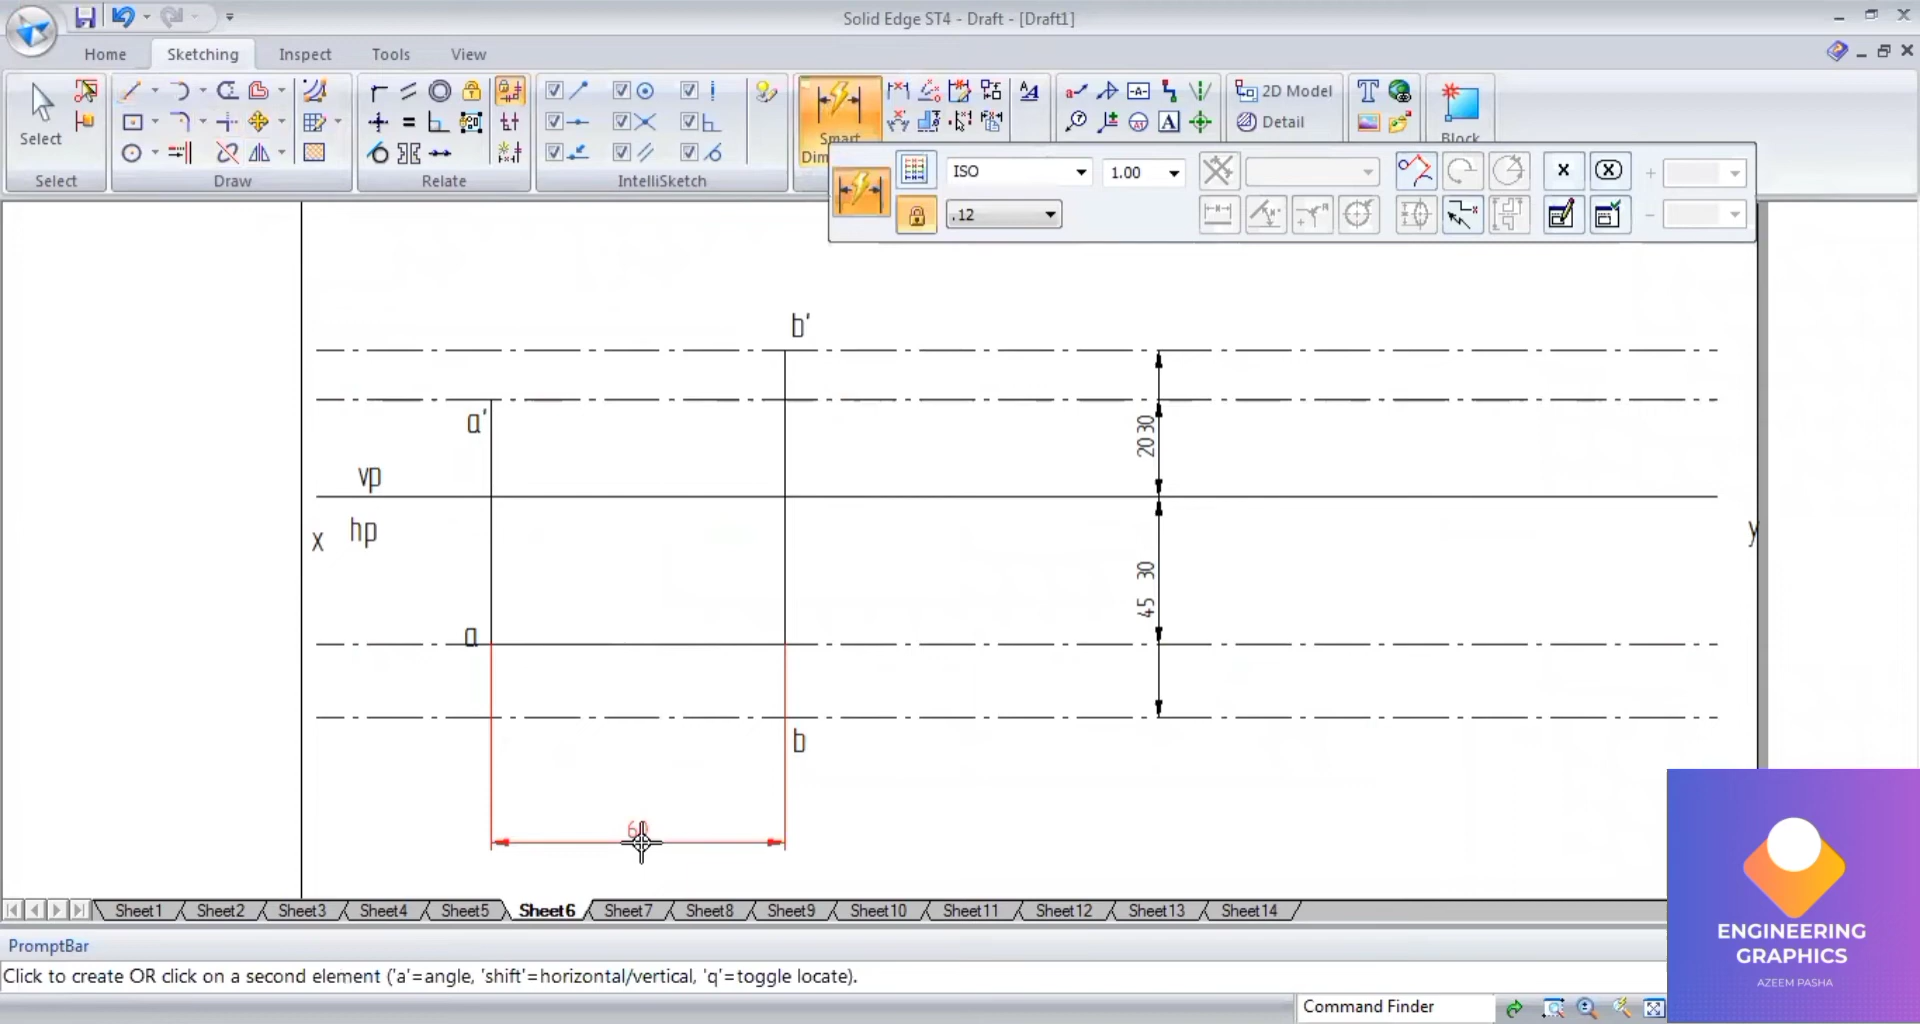 Solid Edge ST4 - Draft - [Draft1]
Home Sketching Inspect Tools View
Select
Select
Draw
Relate
IntelliSketch
Smart
2D Model
Detail
Block
ISO
1.00
.12
b'
a'
vp
hp
x
y
a
b
20 30
30
45
Sheet1 Sheet2 Sheet3 Sheet4 Sheet5 Sheet6 Sheet7 Sheet8 Sheet9 Sheet10 Sheet11 Sheet12 Sheet13 Sheet14
PromptBar
Click to create OR click on a second element ('a'=angle, 'shift'=horizontal/vertical, 'q'=toggle locate).
Command Finder
ENGINEERING
GRAPHICS
AZEEM PASHA